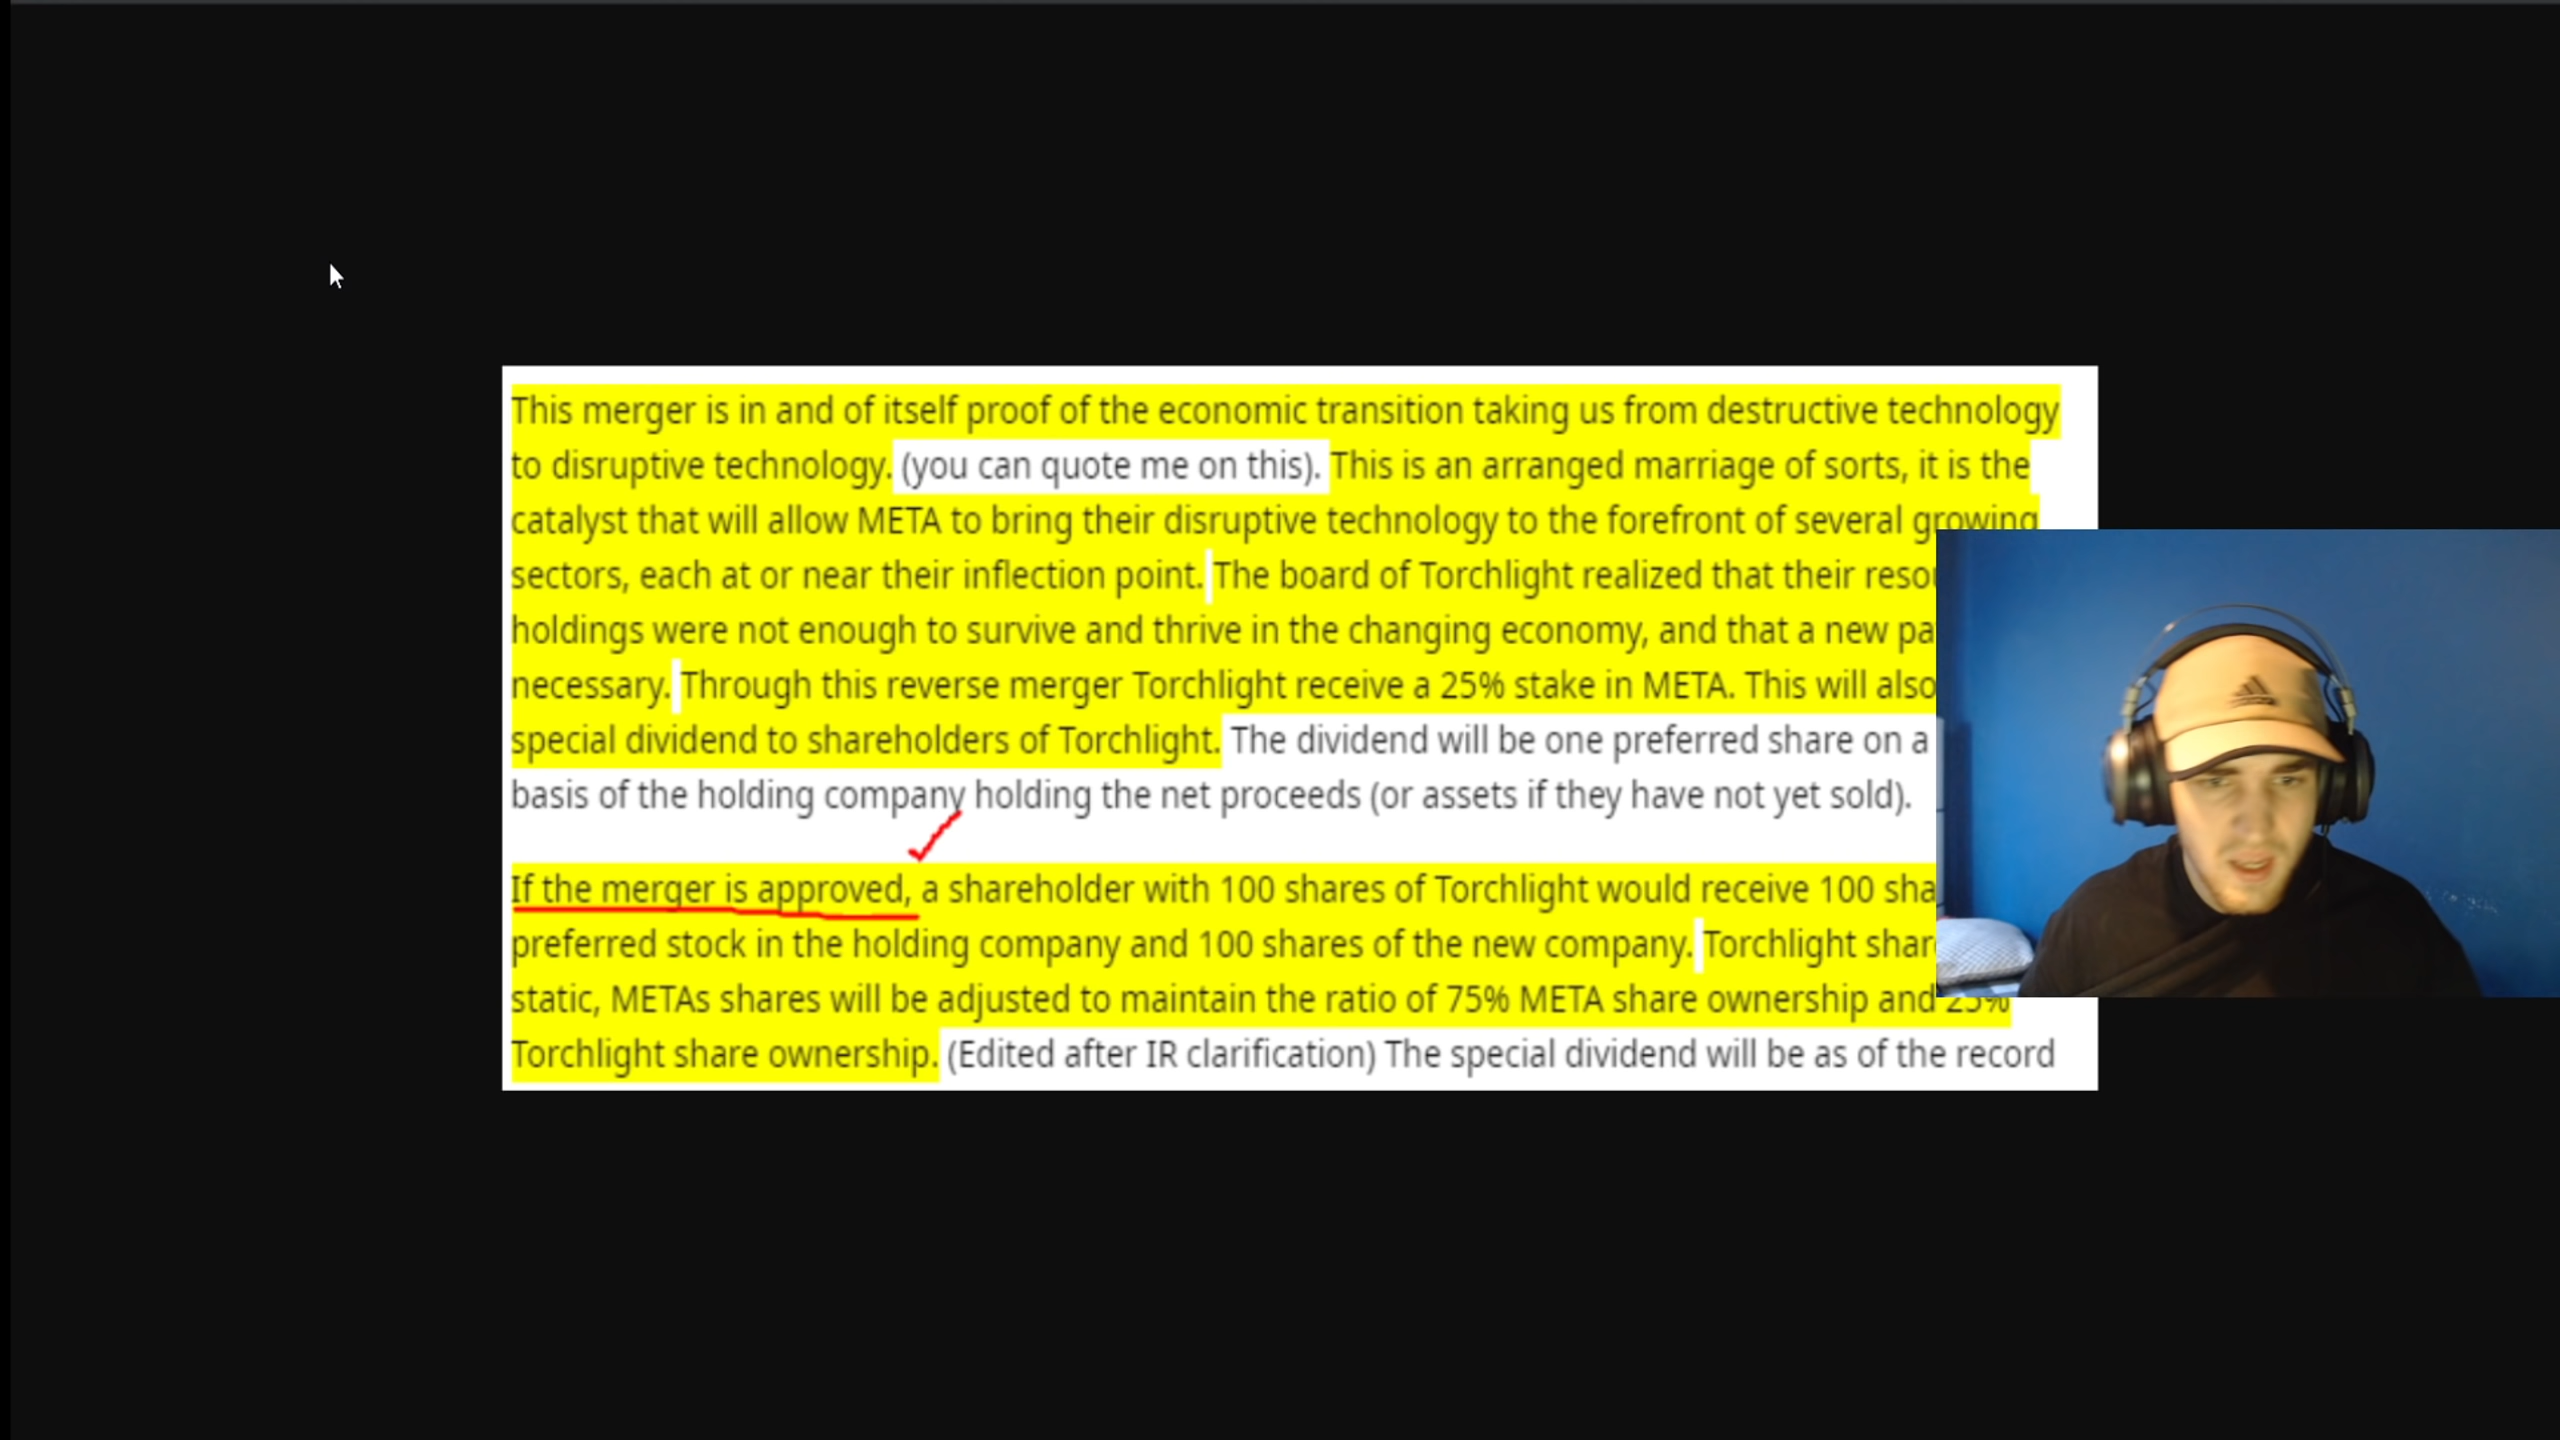 This merger is in and of itself proof of the economic transition taking us from destructive technology
to disruptive technology. (you can quote me on this). This is an arranged marriage of sorts, it is the
catalyst that will allow META to bring their disruptive technology to the forefront of several growing
sectors, each at or near their inflection point. The board of Torchlight realized that their
holdings were not enough to survive and thrive in the changing economy, and that a new
necessary. Through this reverse merger Torchlight receive a 25% stake in META. This will also
special dividend to shareholders of Torchlight. The dividend will be one preferred share on a
basis of the holding company holding the net proceeds (or assets if they have not yet sold).
If the merger is approved, a shareholder with 100 shares of Torchlight would receive 100
preferred stock in the holding company and 100 shares of the new company. Torchlight
static, METAs shares will be adjusted to maintain the ratio of 75% META share ownership and 25%
Torchlight share ownership. (Edited after IR clarification) The special dividend will be as of the record